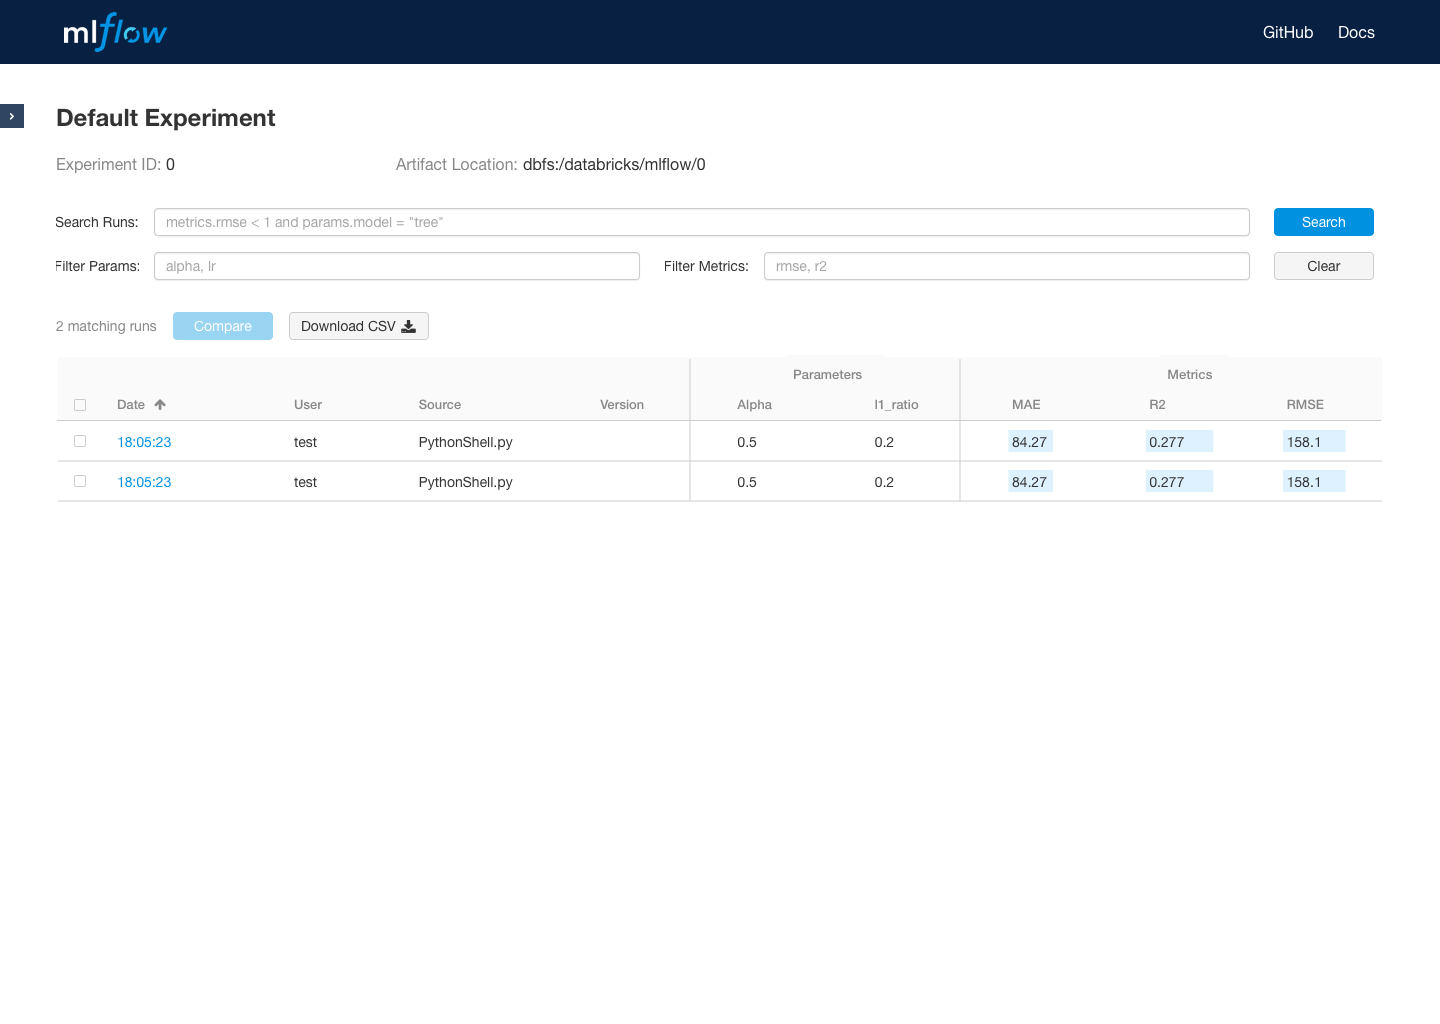 mlflow GitHub Docs
Default Experiment
Experiment ID: 0 Artifact Location: dbfs:/databricks/mlflow/0
Search Runs: metrics.rmse < 1 and params.model = "tree" Search
Filter Params: alpha, lr Filter Metrics: rmse, r2 Clear
2 matching runs Compare Download CSV
Parameters Metrics
Date User Source Version Alpha l1_ratio MAE R2 RMSE
18:05:23 test PythonShell.py 0.5 0.2 84.27 0.277 158.1
18:05:23 test PythonShell.py 0.5 0.2 84.27 0.277 158.1